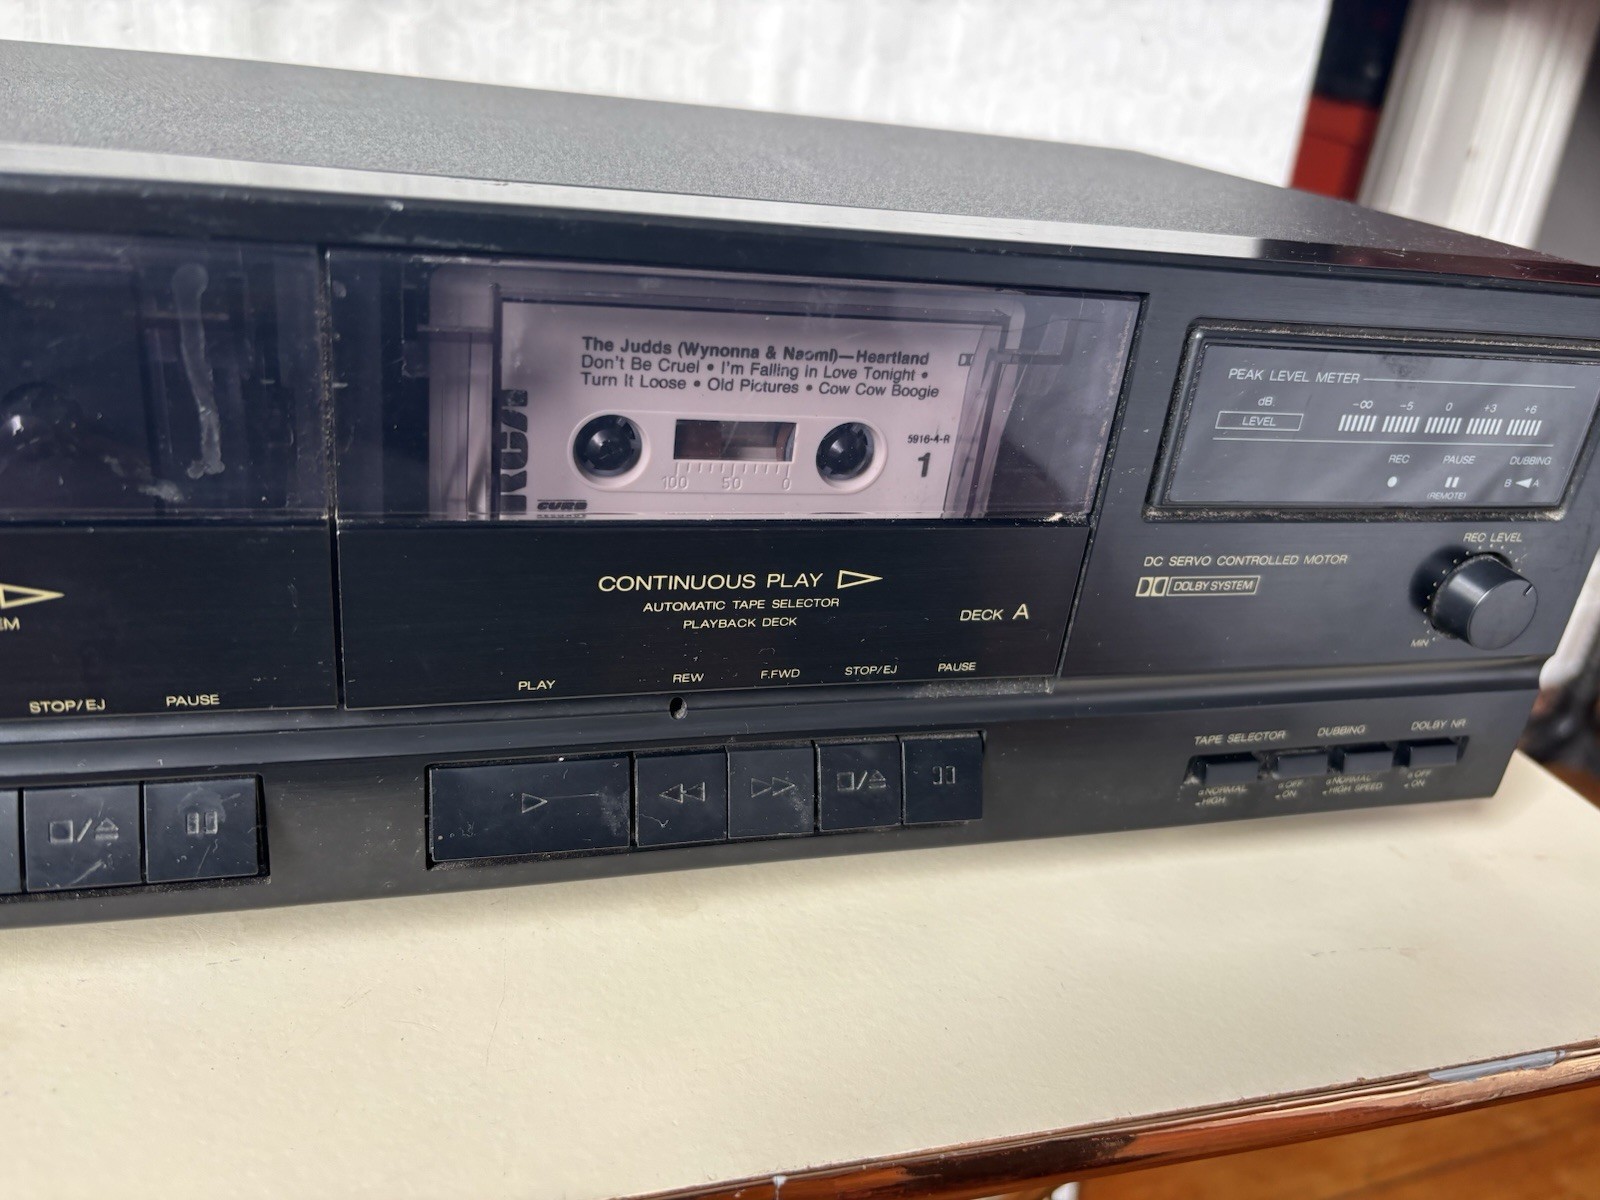 The Judds (Wynonna & Naomi)—Heartland
Don't Be Cruel • I'm Falling in Love Tonight •
Turn It Loose • Old Pictures • Cow Cow Boogie
RCA
5916-4-R
1
100 50 0
CURB
PEAK LEVEL METER
dB
-∞ -5 0 +3 +6
LEVEL
REC PAUSE DUBBING
(REMOTE)
B A
REC LEVEL
MIN
DC SERVO CONTROLLED MOTOR
DOLBY SYSTEM
CONTINUOUS PLAY
AUTOMATIC TAPE SELECTOR
PLAYBACK DECK
DECK A
EM
STOP/EJ PAUSE
PLAY REW F.FWD STOP/EJ PAUSE
TAPE SELECTOR DUBBING DOLBY NR
NORMAL OFF NORMAL OFF
HIGH ON HIGH SPEED ON